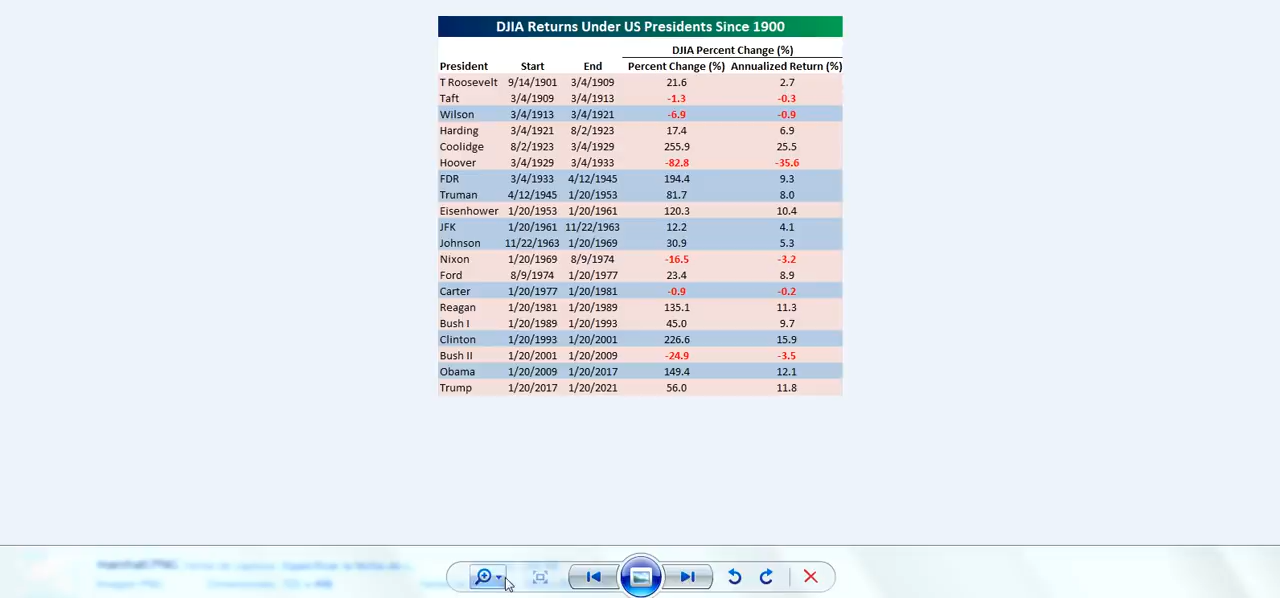 DJIA Returns Under US Presidents Since 1900
DJIA Percent Change (%)
President Start End Percent Change (%) Annualized Return (%)
T Roosevelt 9/14/1901 3/4/1909 21.6 2.7
Taft 3/4/1909 3/4/1913 -1.3 -0.3
Wilson 3/4/1913 3/4/1921 -6.9 -0.9
Harding 3/4/1921 8/2/1923 17.4 6.9
Coolidge 8/2/1923 3/4/1929 255.9 25.5
Hoover 3/4/1929 3/4/1933 -82.8 -35.6
FDR 3/4/1933 4/12/1945 194.4 9.3
Truman 4/12/1945 1/20/1953 81.7 8.0
Eisenhower 1/20/1953 1/20/1961 120.3 10.4
JFK 1/20/1961 11/22/1963 12.2 4.1
Johnson 11/22/1963 1/20/1969 30.9 5.3
Nixon 1/20/1969 8/9/1974 -16.5 -3.2
Ford 8/9/1974 1/20/1977 23.4 8.9
Carter 1/20/1977 1/20/1981 -0.9 -0.2
Reagan 1/20/1981 1/20/1989 135.1 11.3
Bush I 1/20/1989 1/20/1993 45.0 9.7
Clinton 1/20/1993 1/20/2001 226.6 15.9
Bush II 1/20/2001 1/20/2009 -24.9 -3.5
Obama 1/20/2009 1/20/2017 149.4 12.1
Trump 1/20/2017 1/20/2021 56.0 11.8